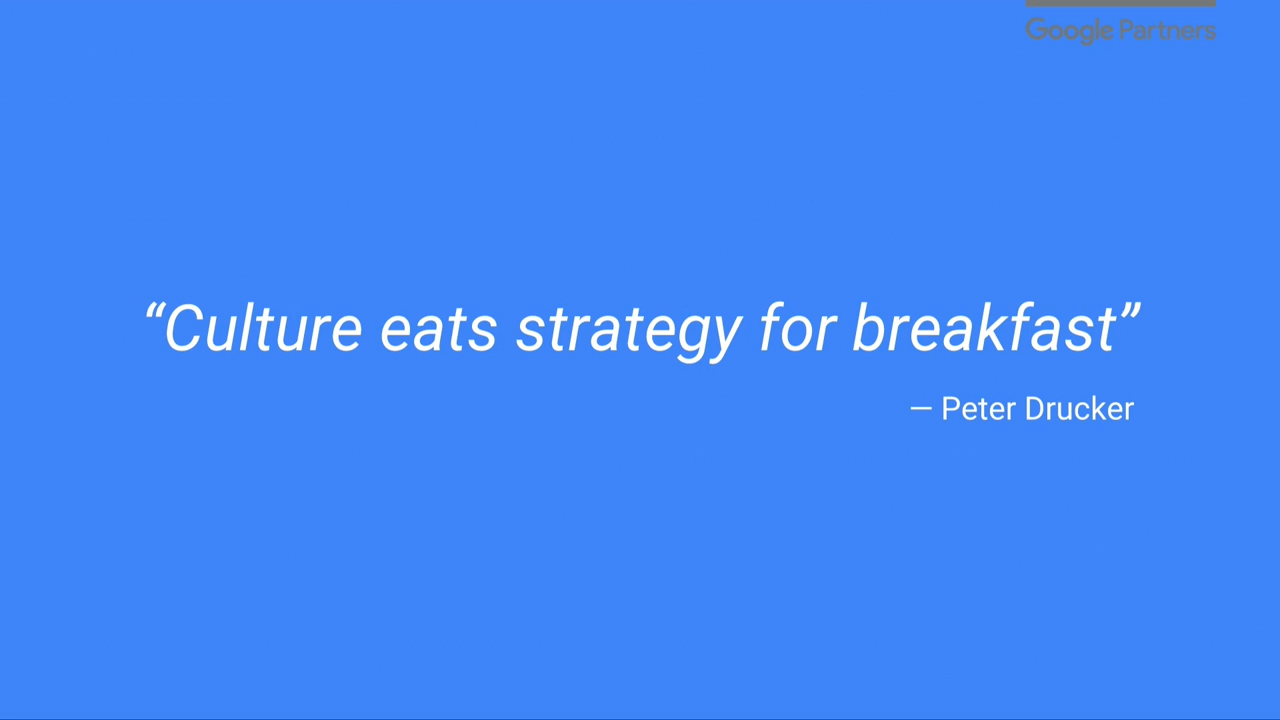 Google Partners
“Culture eats strategy for breakfast”
— Peter Drucker